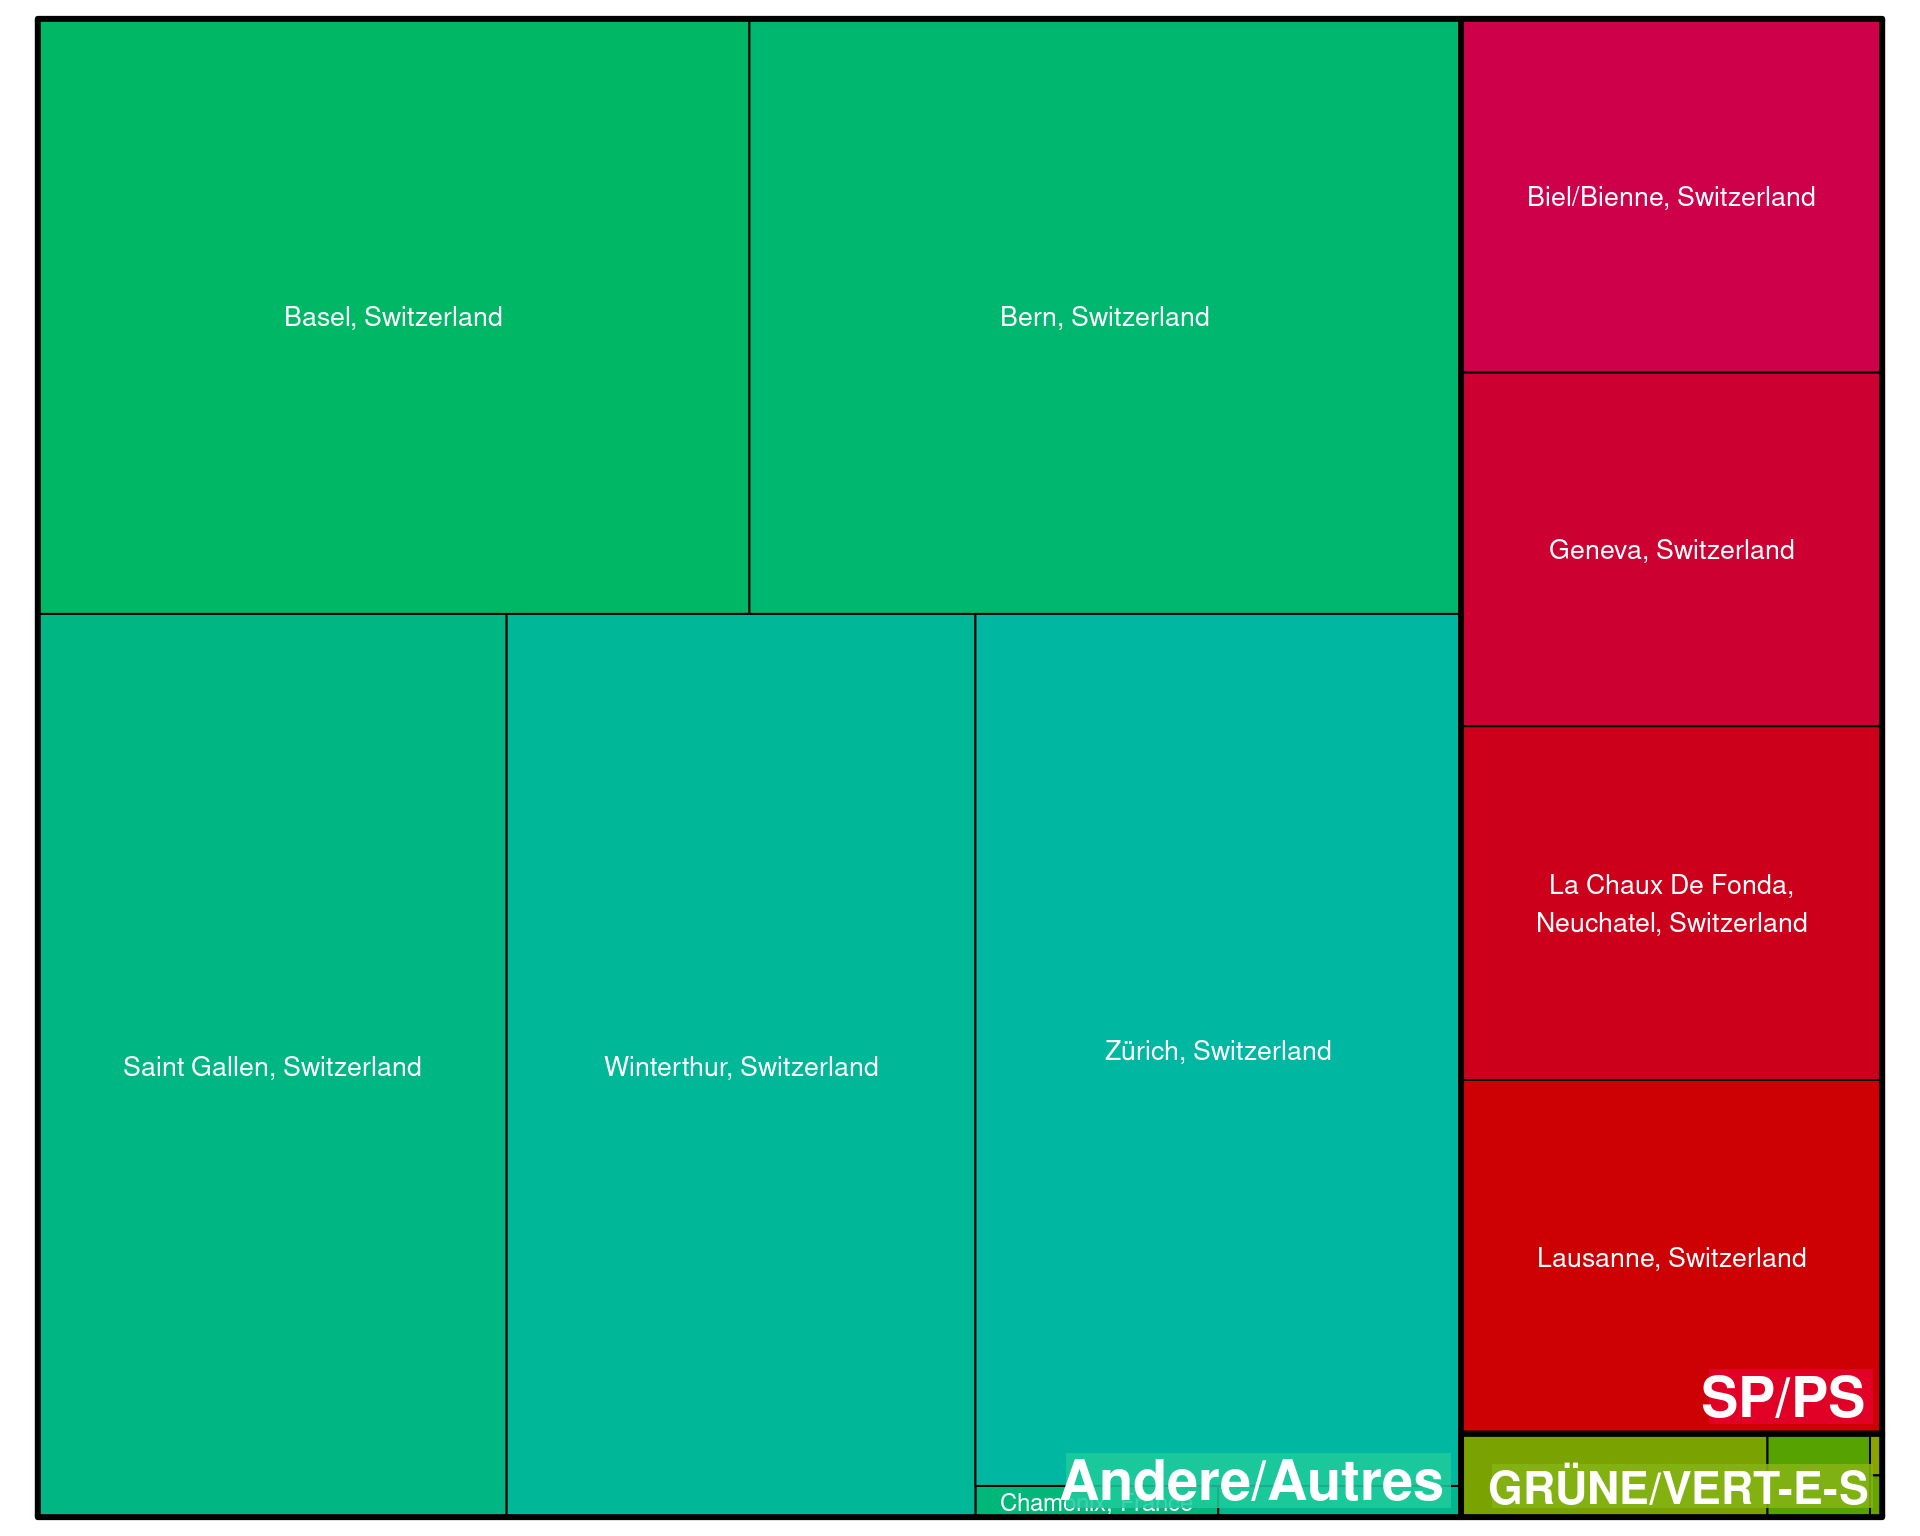 Basel, Switzerland
Bern, Switzerland
Saint Gallen, Switzerland
Winterthur, Switzerland
Zürich, Switzerland
Chamonix, France
Andere/Autres
Biel/Bienne, Switzerland
Geneva, Switzerland
La Chaux De Fonda,
Neuchatel, Switzerland
Lausanne, Switzerland
SP/PS
GRÜNE/VERT-E-S